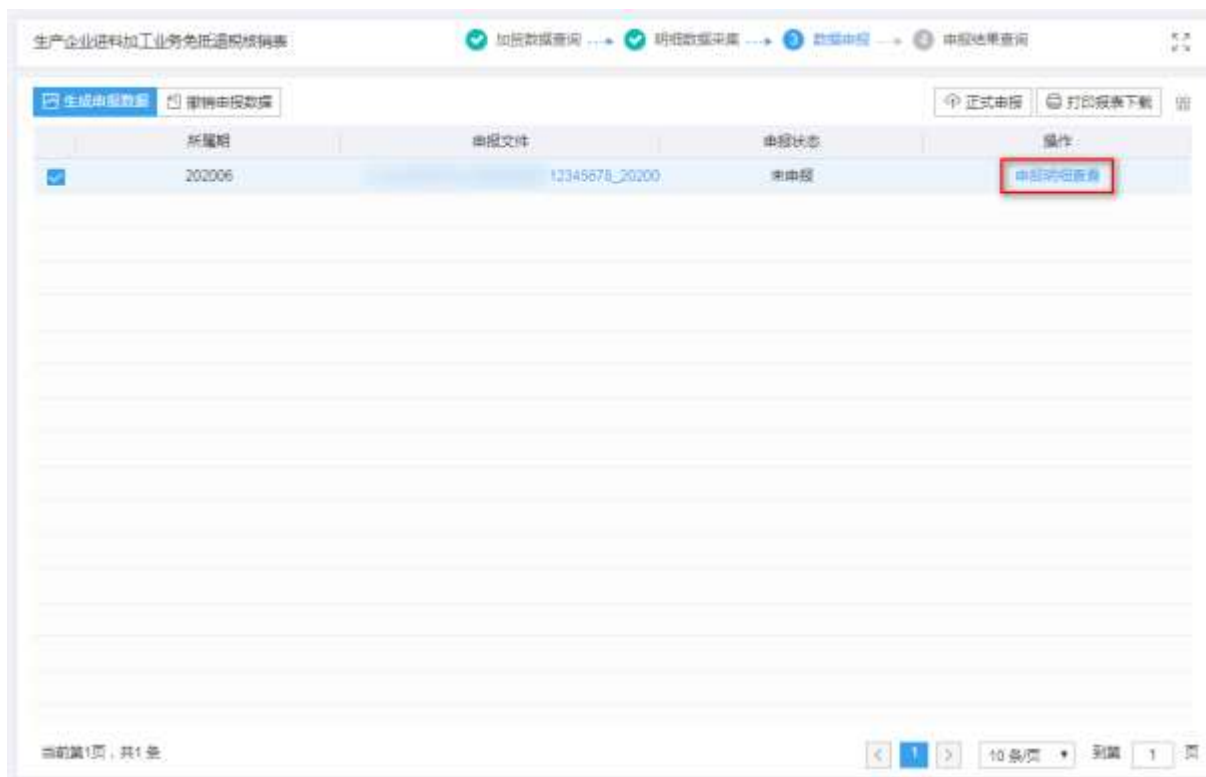 生产企业进料加工业务免抵退税核销表 加贸数据查询 明细数据采集 3 数据申报 4 申报结果查询
生成申报数据 撤销申报数据 正式申报 打印报表下载
所属期 申报文件 申报状态 操作
202006 12345678_20200 未申报 申报明细查看
当前第1页，共1条 < 1 > 10 条/页 到第 1 页